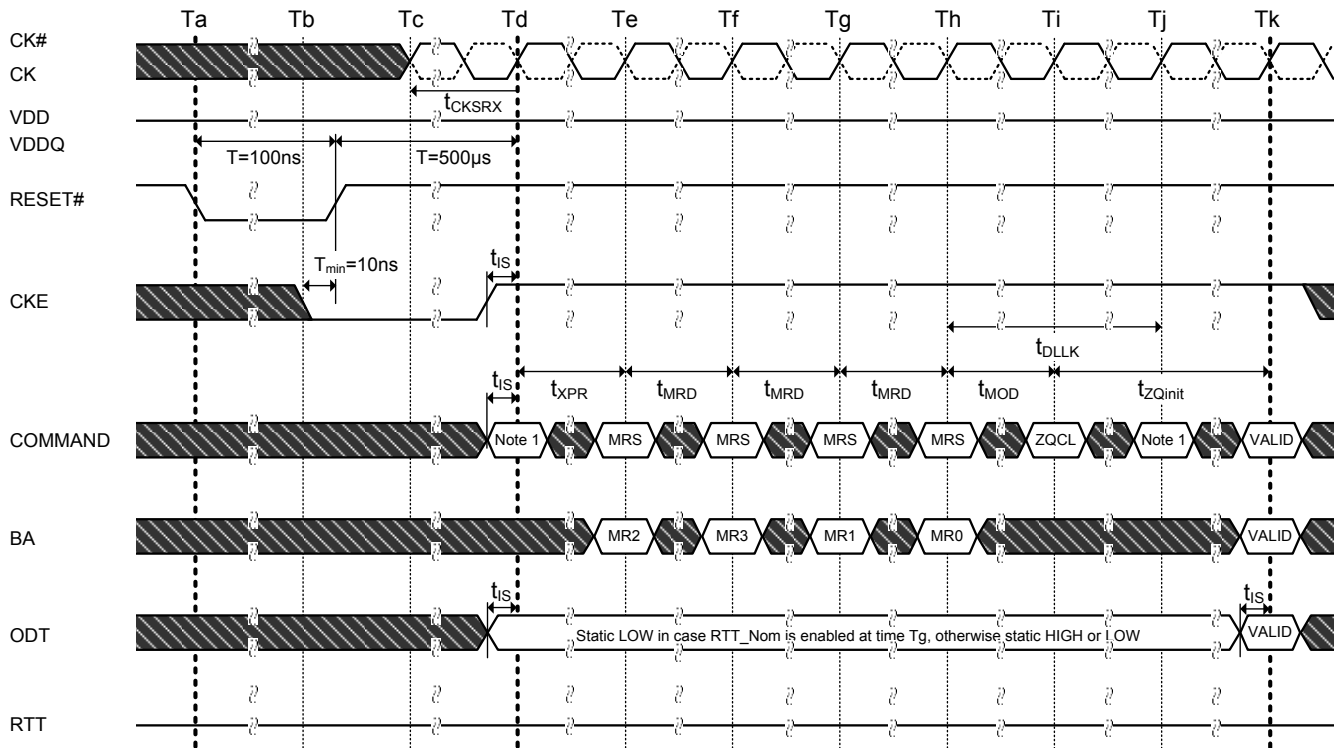 Ta Tb Tc Td Te Tf Tg Th Ti Tj Tk
CK#
CK
tCKSRX
VDD
VDDQ
T=100ns T=500µs
RESET#
Tmin=10ns tIS
CKE
tDLLK
tIS tXPR tMRD tMRD tMRD tMOD tZQinit
COMMAND Note 1 MRS MRS MRS MRS ZQCL Note 1 VALID
BA MR2 MR3 MR1 MR0 VALID
tIS tIS
ODT Static LOW in case RTT_Nom is enabled at time Tg, otherwise static HIGH or LOW VALID
RTT